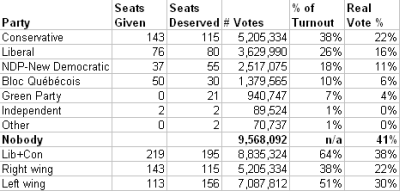 Party Seats Given Seats Deserved # Votes % of Turnout Real Vote %
Conservative 143 115 5,205,334 38% 22%
Liberal 76 80 3,629,990 26% 16%
NDP-New Democratic 37 55 2,517,075 18% 11%
Bloc Québécois 50 30 1,379,565 10% 6%
Green Party 0 21 940,747 7% 4%
Independent 2 2 89,524 1% 0%
Other 0 2 70,737 1% 0%
Nobody 9,568,092 n/a 41%
Lib+Con 219 195 8,835,324 64% 38%
Right wing 143 115 5,205,334 38% 22%
Left wing 113 156 7,087,812 51% 30%